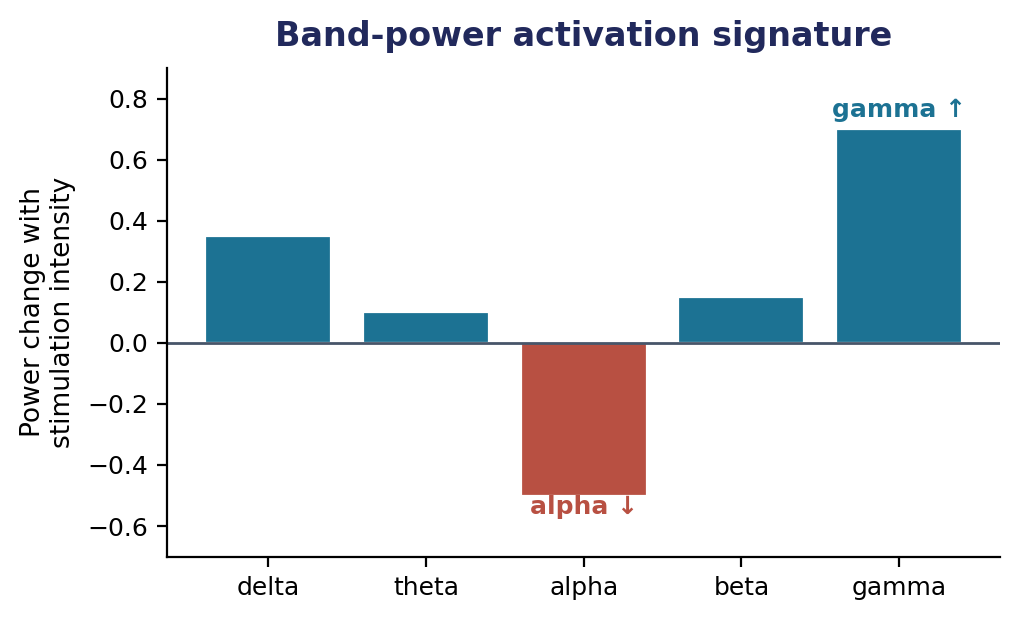 Band-power activation signature
Power change with
stimulation intensity
0.8
0.6
0.4
0.2
0.0
−0.2
−0.4
−0.6
gamma ↑
alpha ↓
delta
theta
alpha
beta
gamma